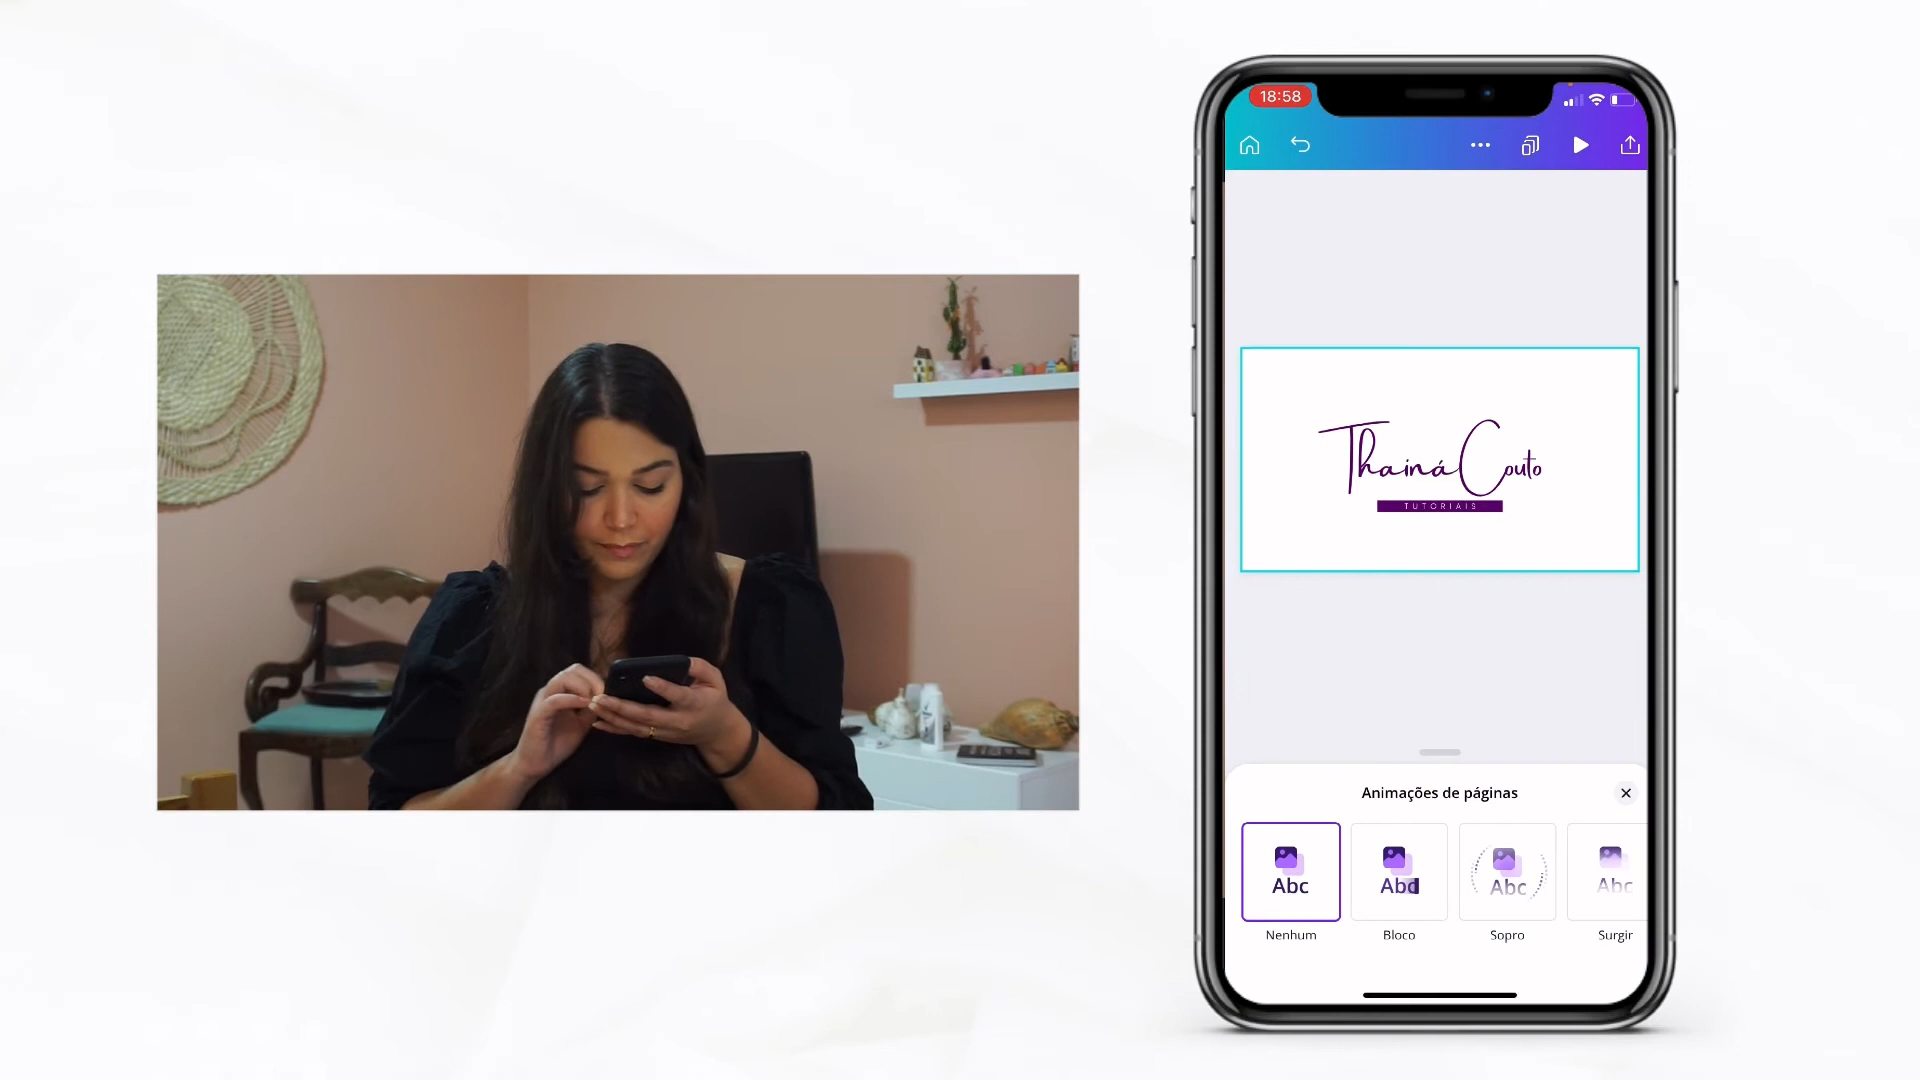 18:58
Thainá Couto
TUTORIAIS
Animações de páginas
Abc
Abc
Abc
Abc
Nenhum
Bloco
Sopro
Surgir